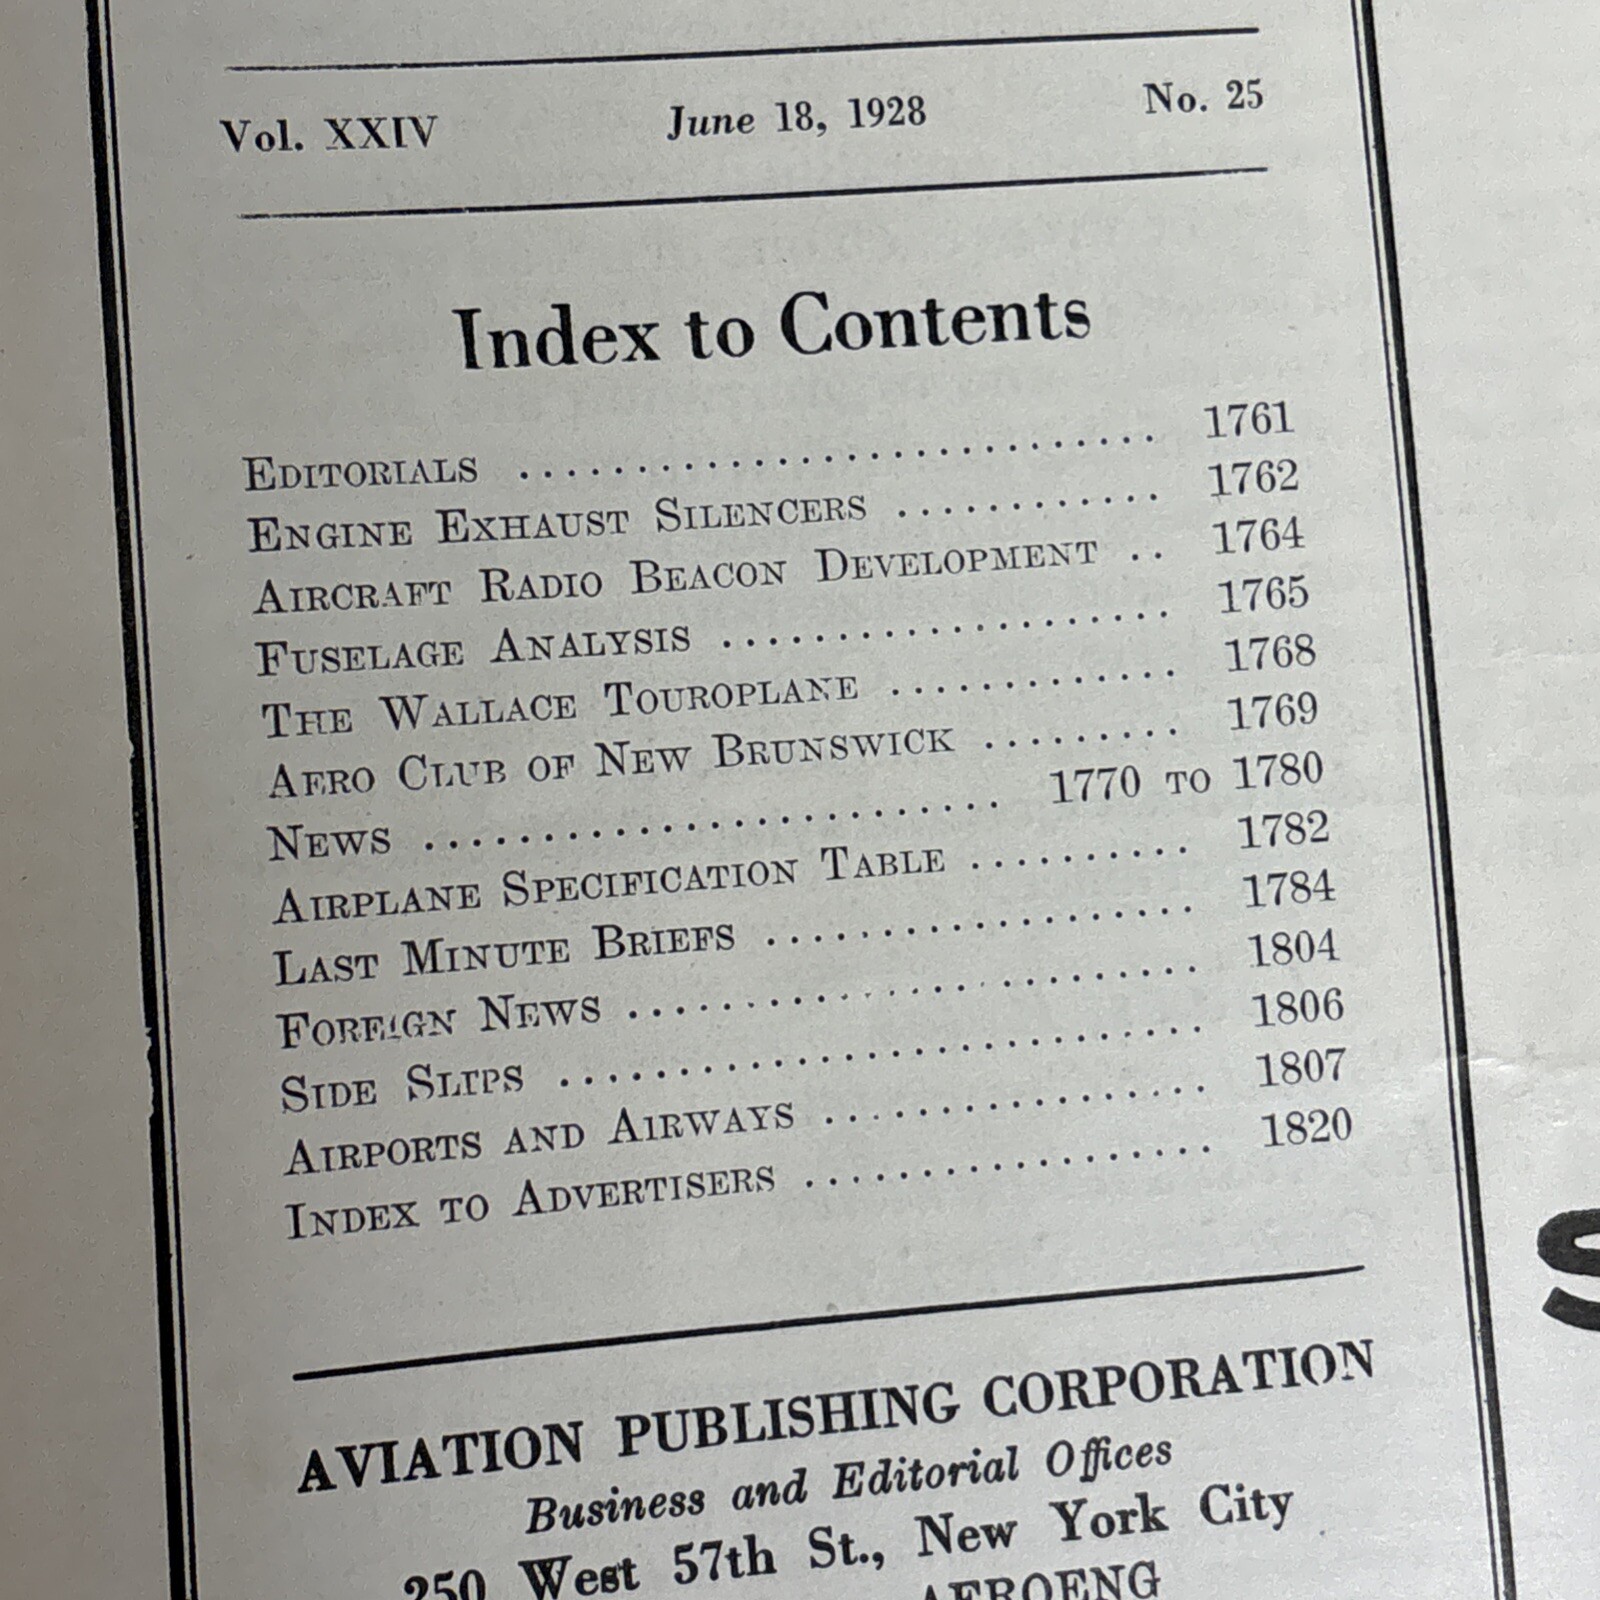 Vol. XXIV June 18, 1928 No. 25
Index to Contents
EDITORIALS ............................ 1761
ENGINE EXHAUST SILENCERS ............ 1762
AIRCRAFT RADIO BEACON DEVELOPMENT .. 1764
FUSELAGE ANALYSIS ................... 1765
THE WALLACE TOUROPLANE ............. 1768
AERO CLUB OF NEW BRUNSWICK ......... 1769
NEWS ......................... 1770 TO 1780
AIRPLANE SPECIFICATION TABLE .......... 1782
LAST MINUTE BRIEFS .................. 1784
FOREIGN NEWS ........................ 1804
SIDE SLIPS ........................... 1806
AIRPORTS AND AIRWAYS ................ 1807
INDEX TO ADVERTISERS ................. 1820
AVIATION PUBLISHING CORPORATION
Business and Editorial Offices
250 West 57th St., New York City
AEROENG